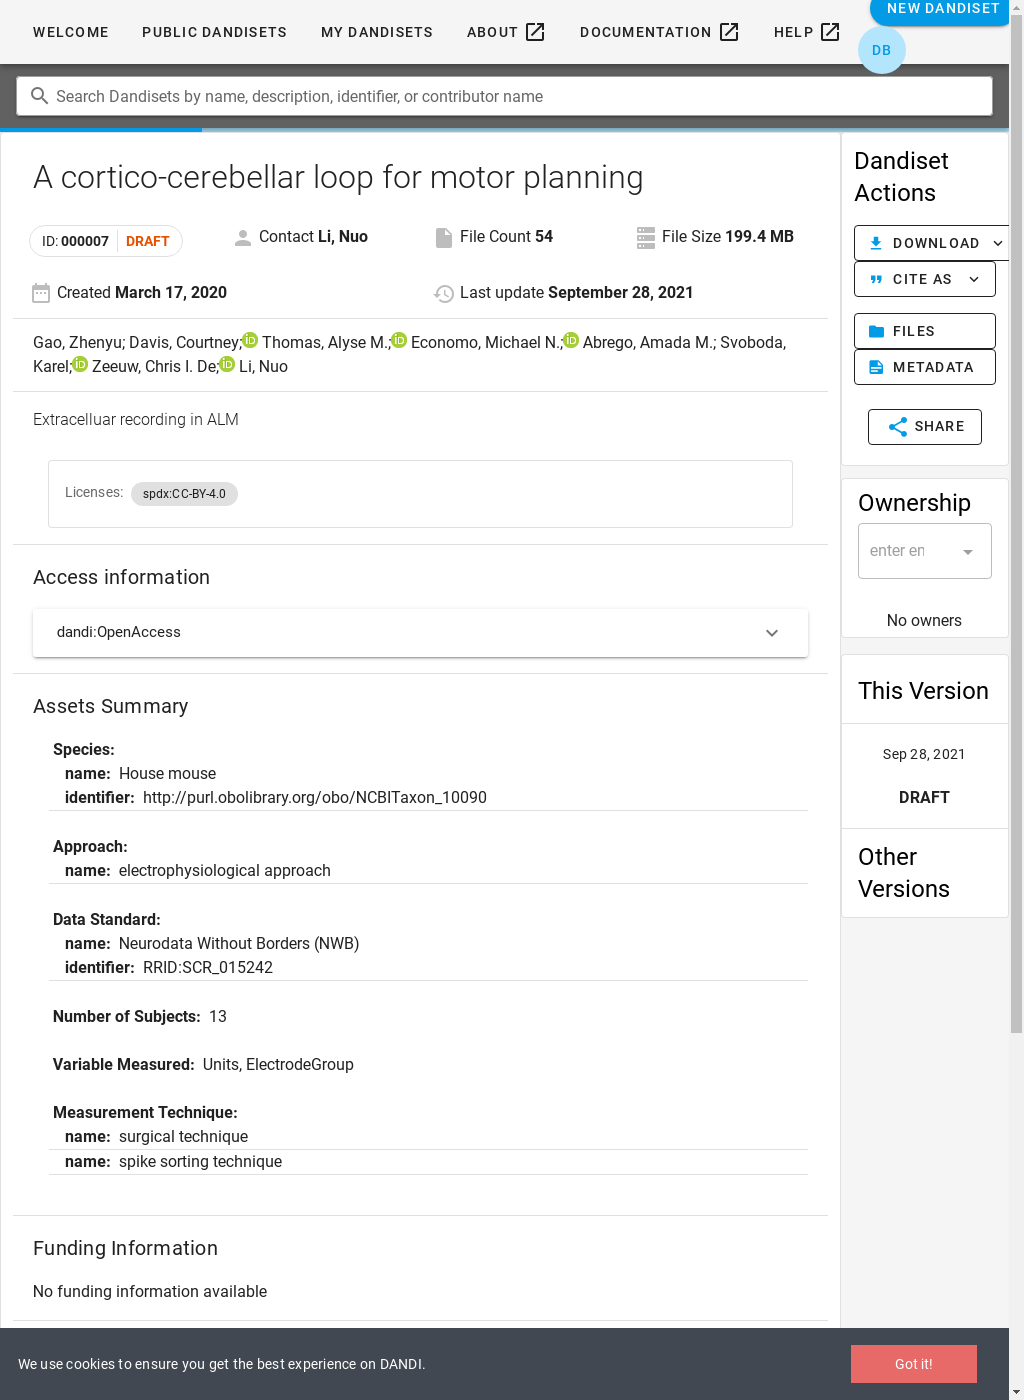 WELCOME PUBLIC DANDISETS MY DANDISETS ABOUT DOCUMENTATION HELP NEW DANDISET
DB
Search Dandisets by name, description, identifier, or contributor name
A cortico-cerebellar loop for motor planning
ID: 000007 DRAFT
Contact Li, Nuo
File Count 54
File Size 199.4 MB
Created March 17, 2020
Last update September 28, 2021
Gao, Zhenyu; Davis, Courtney; Thomas, Alyse M.; Economo, Michael N.; Abrego, Amada M.; Svoboda,
Karel; Zeeuw, Chris I. De; Li, Nuo
Extracelluar recording in ALM
Licenses: spdx:CC-BY-4.0
Access information
dandi:OpenAccess
Assets Summary
Species:
name: House mouse
identifier: http://purl.obolibrary.org/obo/NCBITaxon_10090
Approach:
name: electrophysiological approach
Data Standard:
name: Neurodata Without Borders (NWB)
identifier: RRID:SCR_015242
Number of Subjects: 13
Variable Measured: Units, ElectrodeGroup
Measurement Technique:
name: surgical technique
name: spike sorting technique
Funding Information
No funding information available
Dandiset
Actions
DOWNLOAD
CITE AS
FILES
METADATA
SHARE
Ownership
enter en
No owners
This Version
Sep 28, 2021
DRAFT
Other
Versions
We use cookies to ensure you get the best experience on DANDI.
Got it!